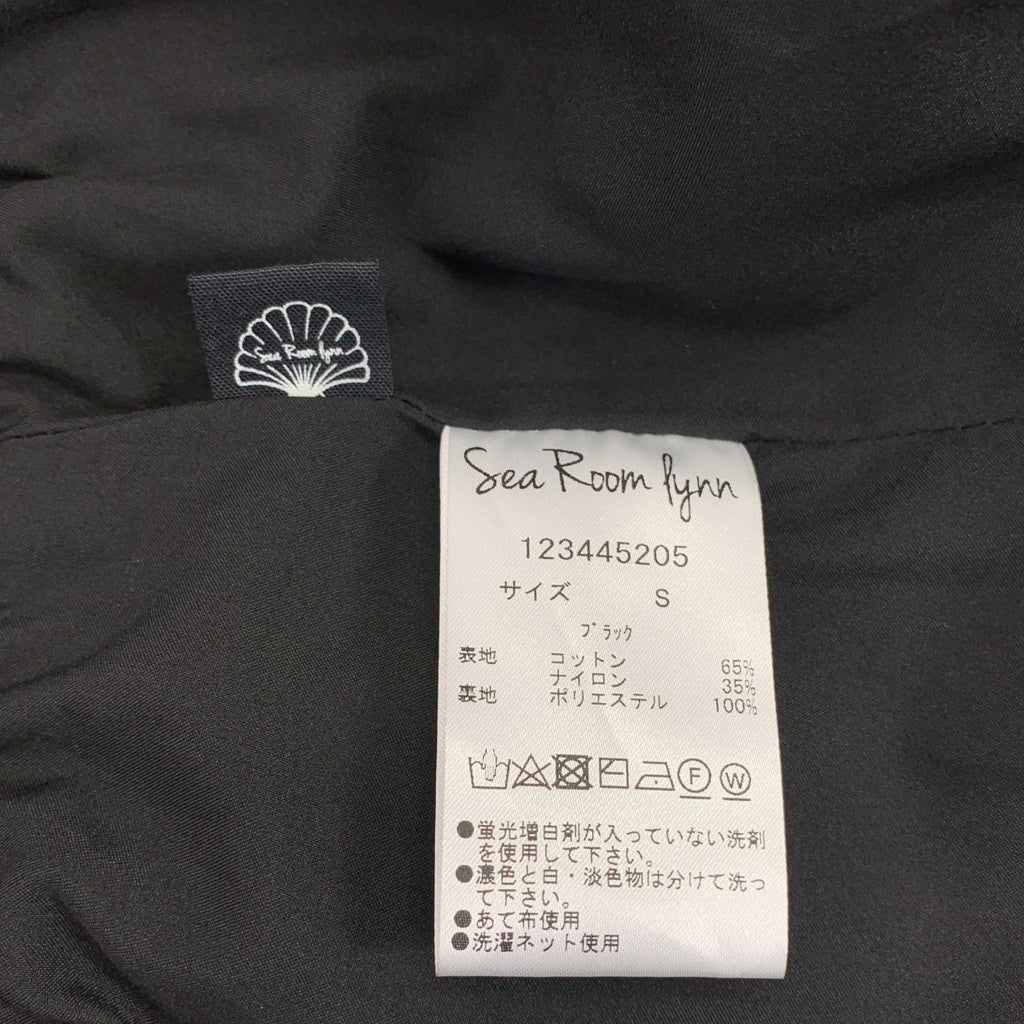 Sea Room lynn
Sea Room lynn
123445205
サイズ S
ブラック
表地 コットン 65%
ナイロン 35%
裏地 ポリエステル 100%
F W
●蛍光増白剤が入っていない洗剤
を使用して下さい。
●濃色と白・淡色物は分けて洗っ
て下さい。
●あて布使用
●洗濯ネット使用